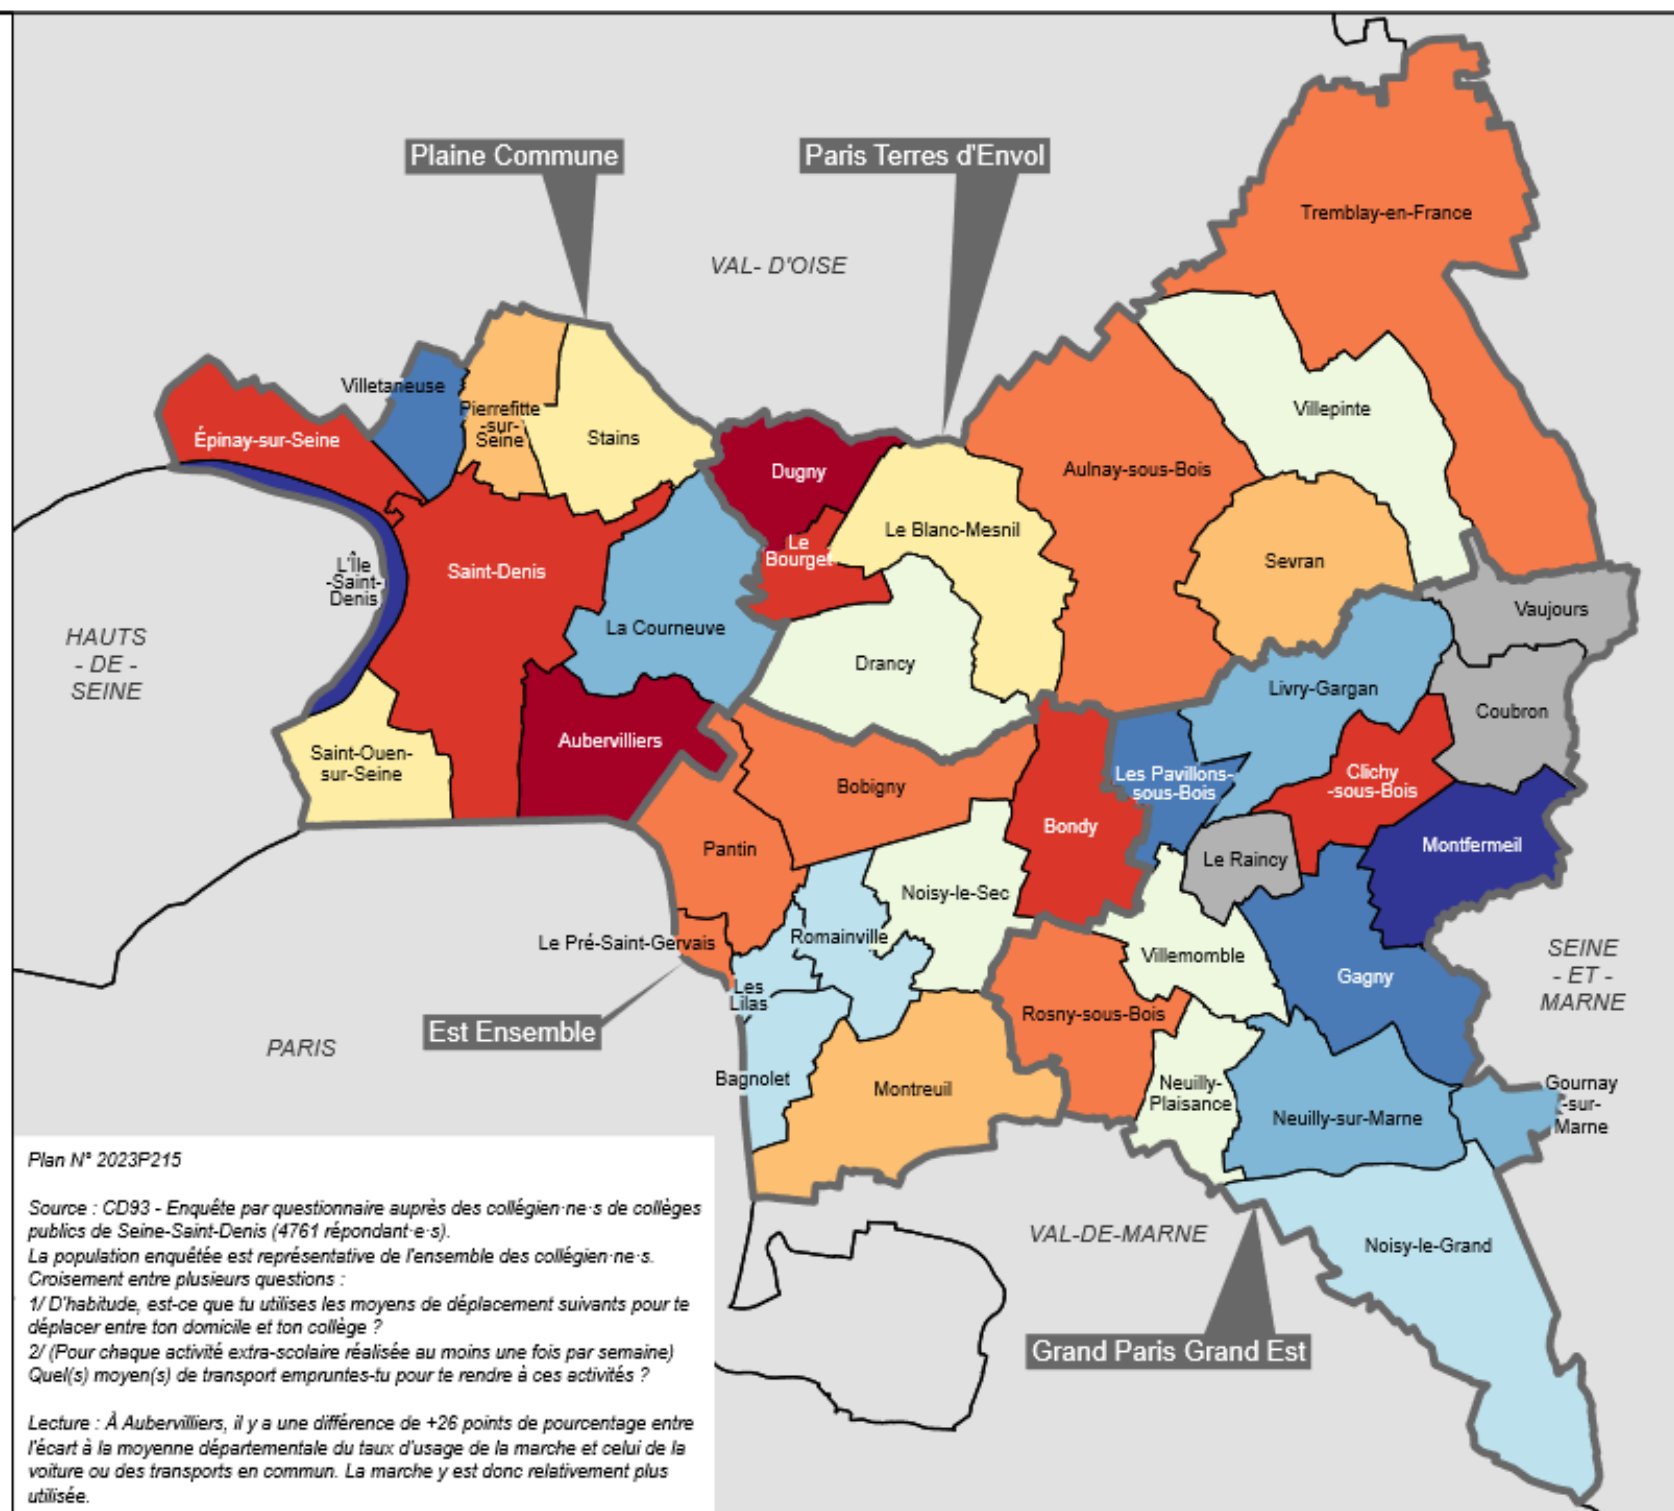 Plaine Commune
Paris Terres d'Envol
Tremblay-en-France
VAL- D'OISE
Villetaneuse
Pierrefitte
-sur-
Seine
Villepinte
Épinay-sur-Seine
Stains
Dugny
Aulnay-sous-Bois
Le Blanc-Mesnil
Le
Bourget
Sevran
L'Île
-Saint-
Denis
Saint-Denis
Vaujours
La Courneuve
HAUTS
- DE -
SEINE
Drancy
Livry-Gargan
Coubron
Aubervilliers
Saint-Ouen-
sur-Seine
Les Pavillons-
sous-Bois
Clichy
-sous-Bois
Bobigny
Bondy
Pantin
Le Raincy
Montfermeil
Noisy-le-Sec
Le Pré-Saint-Gervais
Romainville
Villemomble
Gagny
SEINE
- ET -
MARNE
Les
Lilas
Rosny-sous-Bois
Est Ensemble
PARIS
Bagnolet
Montreuil
Neuilly-
Plaisance
Neuilly-sur-Marne
Gournay
-sur-
Marne
VAL-DE-MARNE
Noisy-le-Grand
Grand Paris Grand Est
Plan N° 2023P215
Source : CD93 - Enquête par questionnaire auprès des collégien·ne·s de collèges
publics de Seine-Saint-Denis (4761 répondant·e·s).
La population enquêtée est représentative de l'ensemble des collégien·ne·s.
Croisement entre plusieurs questions :
1/ D'habitude, est-ce que tu utilises les moyens de déplacement suivants pour te
déplacer entre ton domicile et ton collège ?
2/ (Pour chaque activité extra-scolaire réalisée au moins une fois par semaine)
Quel(s) moyen(s) de transport empruntes-tu pour te rendre à ces activités ?
Lecture : À Aubervilliers, il y a une différence de +26 points de pourcentage entre
l'écart à la moyenne départementale du taux d'usage de la marche et celui de la
voiture ou des transports en commun. La marche y est donc relativement plus
utilisée.